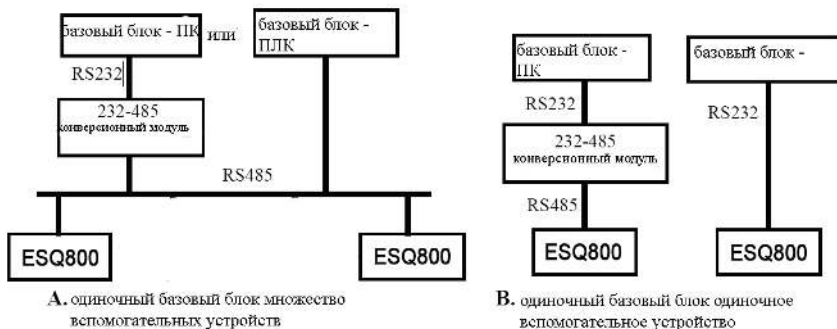 базовый блок - ПК или
базовый блок -
ПЛК
RS232
232-485
конверсионный модуль
RS485
ESQ800
ESQ800
А. одиночный базовый блок множество
вспомогательных устройств
базовый блок -
ПК
базовый блок -
RS232
RS232
232-485
конверсионный модуль
RS485
ESQ800
ESQ800
В. одиночный базовый блок одиночное
вспомогательное устройство